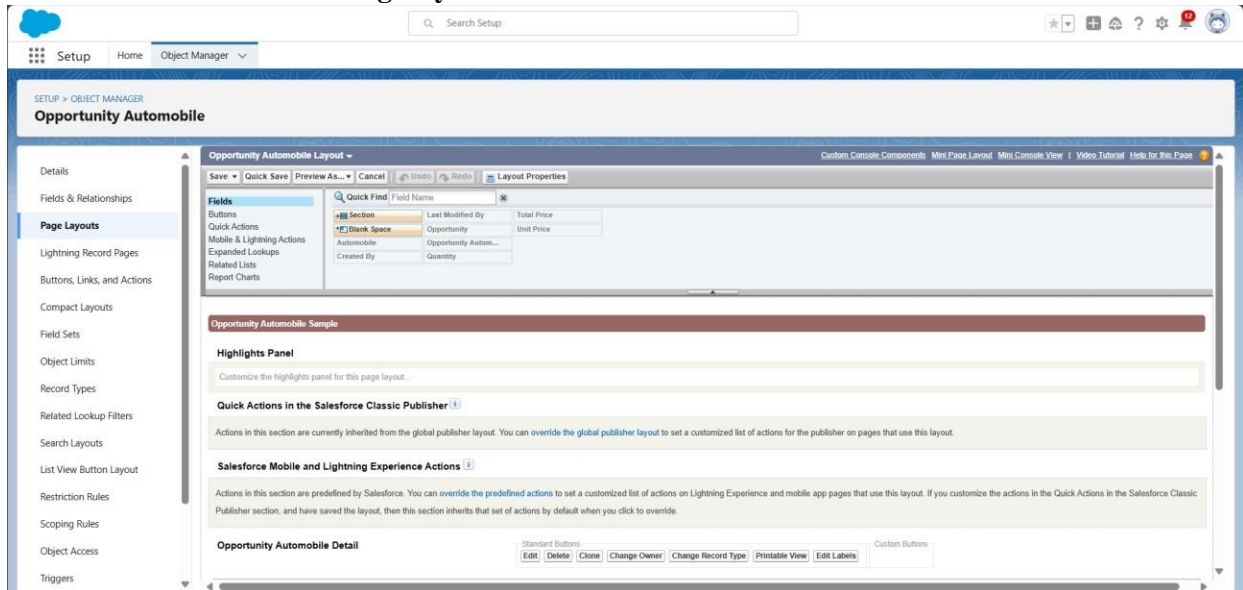 Search Setup
12
Setup Home Object Manager
SETUP > OBJECT MANAGER
Opportunity Automobile
Details
Fields & Relationships
Page Layouts
Lightning Record Pages
Buttons, Links, and Actions
Compact Layouts
Field Sets
Object Limits
Record Types
Related Lookup Filters
Search Layouts
List View Button Layout
Restriction Rules
Scoping Rules
Object Access
Triggers
Opportunity Automobile Layout
Custom Console Components Mini Page Layout Mini Console View | Video Tutorial Help for this Page
Save Quick Save Preview As... Cancel Undo Redo Layout Properties
Fields
Buttons
Quick Actions
Mobile & Lightning Actions
Expanded Lookups
Related Lists
Report Charts
Quick Find Field Name
Section Last Modified By Total Price
Blank Space Opportunity Unit Price
Automobile Opportunity Autom...
Created By Quantity
Opportunity Automobile Sample
Highlights Panel
Customize the highlights panel for this page layout...
Quick Actions in the Salesforce Classic Publisher
Actions in this section are currently inherited from the global publisher layout. You can override the global publisher layout to set a customized list of actions for the publisher on pages that use this layout.
Salesforce Mobile and Lightning Experience Actions
Actions in this section are predefined by Salesforce. You can override the predefined actions to set a customized list of actions on Lightning Experience and mobile app pages that use this layout. If you customize the actions in the Quick Actions in the Salesforce Classic
Publisher section, and have saved the layout, then this section inherits that set of actions by default when you click to override.
Opportunity Automobile Detail
Standard Buttons
Edit Delete Clone Change Owner Change Record Type Printable View Edit Labels
Custom Buttons